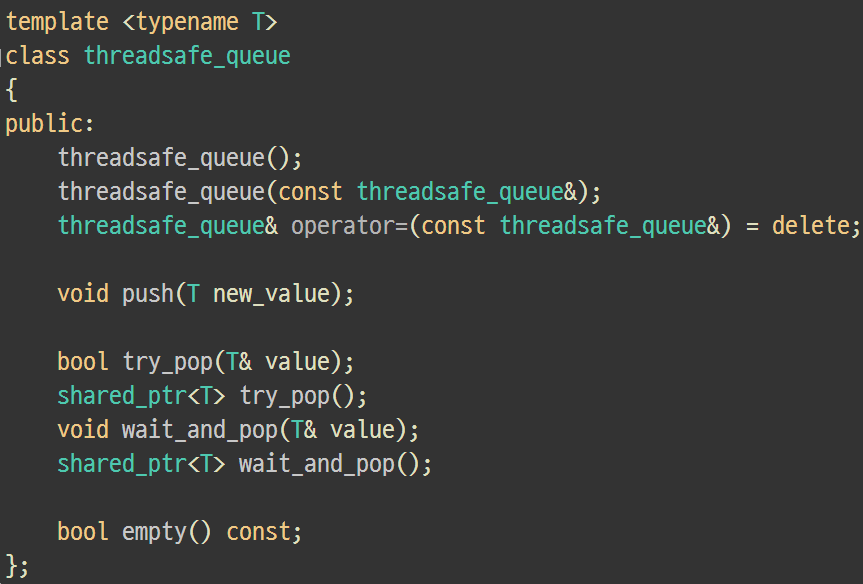 template <typename T>
class threadsafe_queue
{
public:
    threadsafe_queue();
    threadsafe_queue(const threadsafe_queue&);
    threadsafe_queue& operator=(const threadsafe_queue&) = delete;

    void push(T new_value);

    bool try_pop(T& value);
    shared_ptr<T> try_pop();
    void wait_and_pop(T& value);
    shared_ptr<T> wait_and_pop();

    bool empty() const;
};